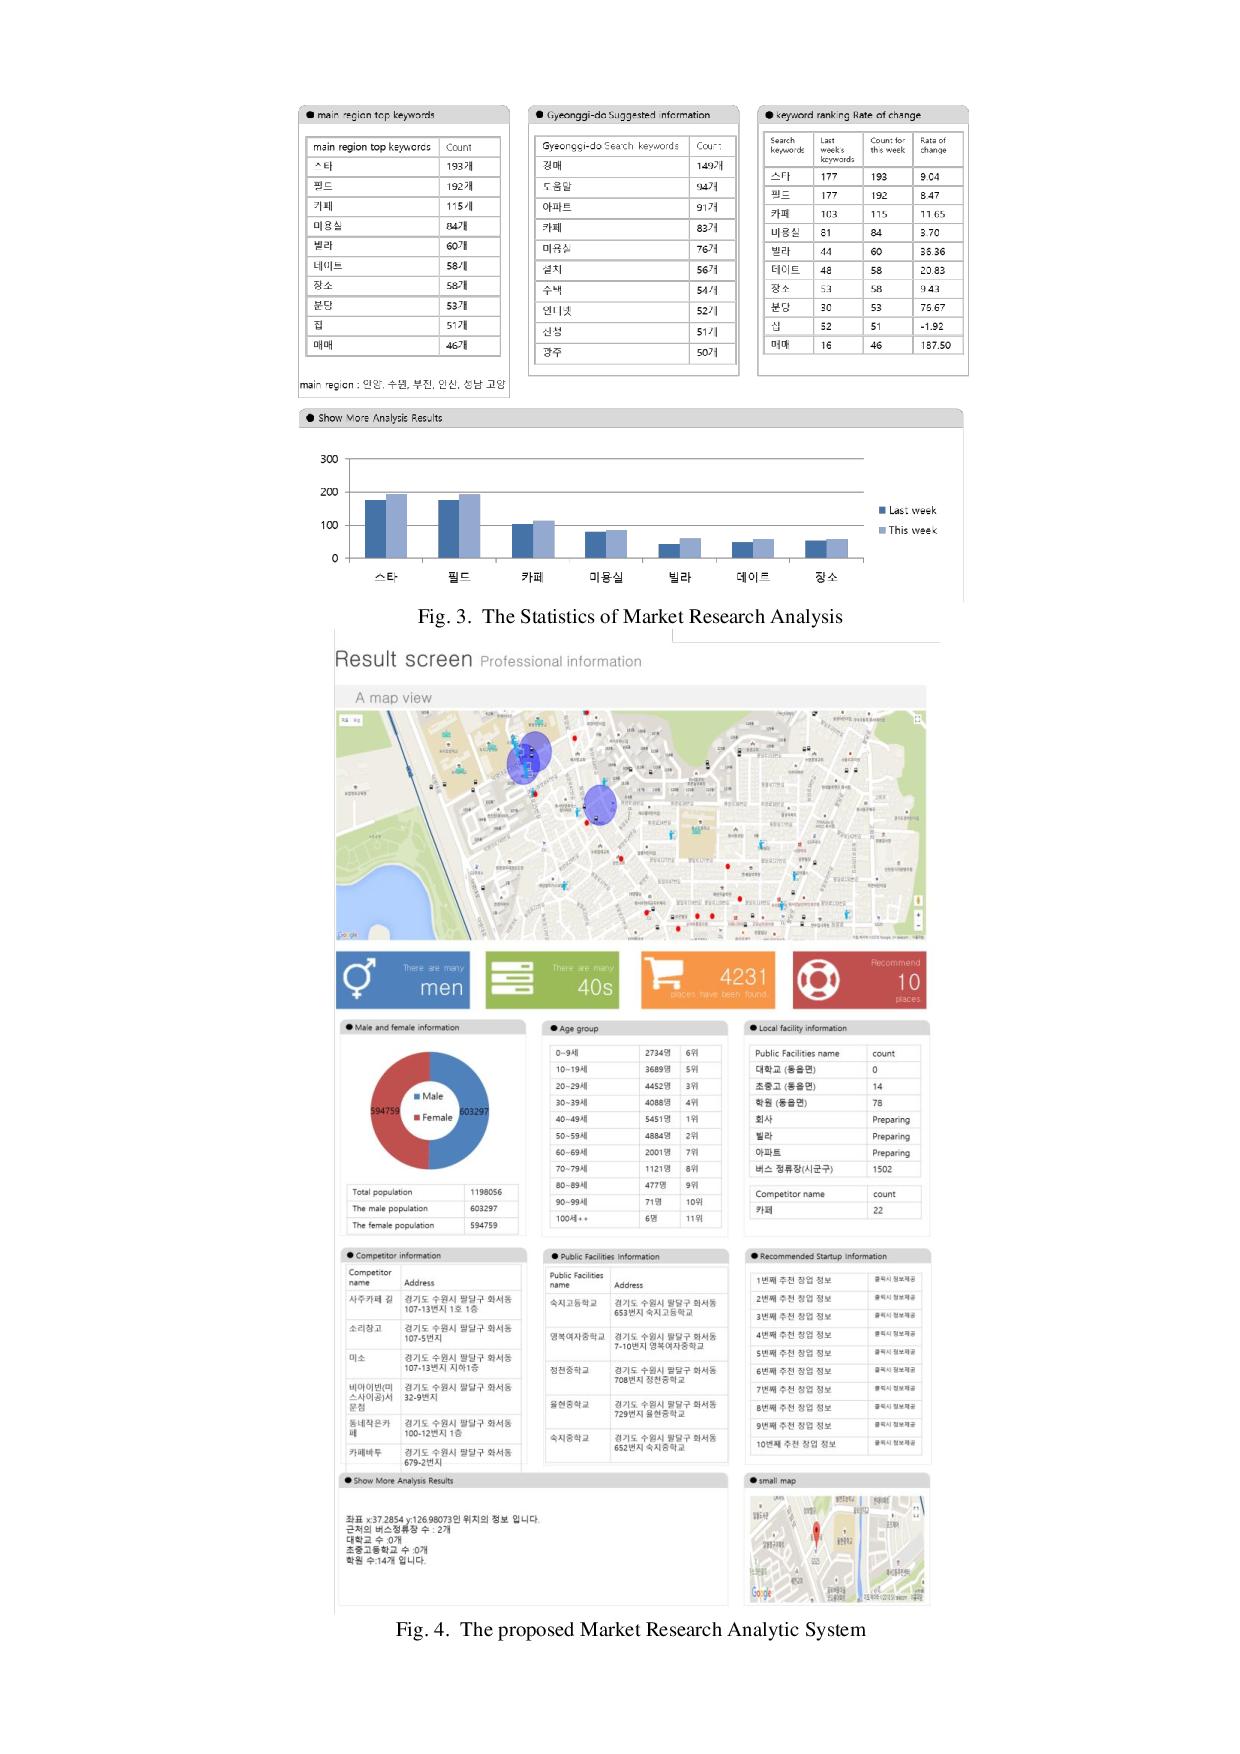 ● main region top keywords
main region top keywords Count
스타 193개
필드 192개
카페 115개
미용실 84개
빌라 60개
데이트 58개
장소 58개
분당 53개
집 51개
매매 46개
main region : 안양, 수원, 부천, 안산, 성남 고양
● Gyeonggi-do Suggested information
Gyeonggi-do Search keywords Count
경매 149개
도움말 94개
아파트 91개
카페 83개
미용실 76개
설치 56개
주택 54개
인터넷 52개
신청 51개
광주 50개
● keyword ranking Rate of change
Search keywords Last week's keywords Count for this week Rate of change
스타 177 193 9.04
필드 177 192 8.47
카페 103 115 11.65
미용실 81 84 3.70
빌라 44 60 36.36
데이트 48 58 20.83
장소 53 58 9.43
분당 30 53 76.67
집 52 51 -1.92
매매 16 46 187.50
● Show More Analysis Results
300
200
100
0
스타 필드 카페 미용실 빌라 데이트 장소
Last week
This week
Fig. 3. The Statistics of Market Research Analysis
Result screen Professional information
A map view
Google
There are many
men
There are many
40s
4231
places have been found.
Recommend
10
places
● Male and female information
Male
Female
594759
603297
Total population 1198056
The male population 603297
The female population 594759
● Age group
0~9세 2734명 6위
10~19세 3689명 5위
20~29세 4452명 3위
30~39세 4088명 4위
40~49세 5451명 1위
50~59세 4884명 2위
60~69세 2001명 7위
70~79세 1121명 8위
80~89세 477명 9위
90~99세 71명 10위
100세++ 6명 11위
● Local facility information
Public Facilities name count
대학교 (동읍면) 0
초중고 (동읍면) 14
학원 (동읍면) 78
회사 Preparing
빌라 Preparing
아파트 Preparing
버스 정류장(시군구) 1502
Competitor name count
카페 22
● Competitor information
Competitor name Address
사주카페 길 경기도 수원시 팔달구 화서동 107-13번지 1호 1층
소리창고 경기도 수원시 팔달구 화서동 107-5번지
미소 경기도 수원시 팔달구 화서동 107-13번지 지하1층
비아이빈(미스사이공)서문점 경기도 수원시 팔달구 화서동 32-9번지
동네작은카페 경기도 수원시 팔달구 화서동 100-12번지 1층
카페바투 경기도 수원시 팔달구 화서동 679-2번지
● Public Facilities Information
Public Facilities name Address
숙지고등학교 경기도 수원시 팔달구 화서동 653번지 숙지고등학교
영복여자중학교 경기도 수원시 팔달구 화서동 7-10번지 영복여자중학교
정천중학교 경기도 수원시 팔달구 화서동 708번지 정천중학교
율현중학교 경기도 수원시 팔달구 화서동 729번지 율현중학교
숙지중학교 경기도 수원시 팔달구 화서동 652번지 숙지중학교
● Recommended Startup Information
1번째 추천 창업 정보 클릭시 정보제공
2번째 추천 창업 정보 클릭시 정보제공
3번째 추천 창업 정보 클릭시 정보제공
4번째 추천 창업 정보 클릭시 정보제공
5번째 추천 창업 정보 클릭시 정보제공
6번째 추천 창업 정보 클릭시 정보제공
7번째 추천 창업 정보 클릭시 정보제공
8번째 추천 창업 정보 클릭시 정보제공
9번째 추천 창업 정보 클릭시 정보제공
10번째 추천 창업 정보 클릭시 정보제공
● Show More Analysis Results
좌표 x:37.2854 y:126.98073인 위치의 정보 입니다.
근처의 버스정류장 수 : 2개
대학교 수 :0개
초중고등학교 수 :0개
학원 수:14개 입니다.
● small map
Google
Fig. 4. The proposed Market Research Analytic System